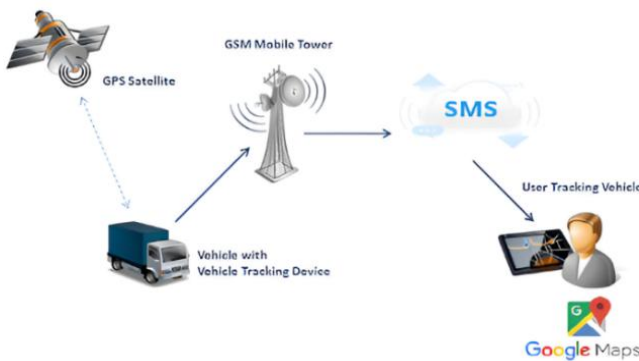 GSM Mobile Tower
GPS Satellite
SMS
User Tracking Vehicle
Vehicle with
Vehicle Tracking Device
G
Google Maps